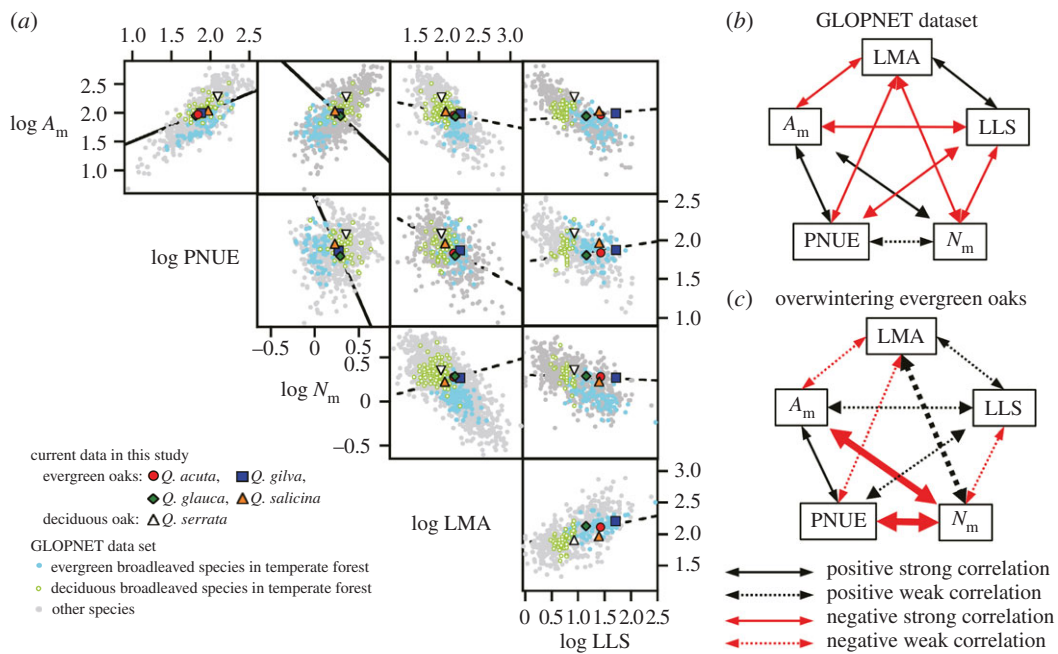 (a)
1.0 1.5 2.0 2.5
1.5 2.0 2.5 3.0
log Am
2.5
2.0
1.5
1.0
log PNUE
2.5
2.0
1.5
1.0
−0.5 0 0.5
log Nm
0.5
0
−0.5
log LMA
3.0
2.5
2.0
1.5
0 0.5 1.0 1.5 2.0 2.5
log LLS
current data in this study
evergreen oaks: Q. acuta, Q. gilva,
Q. glauca, Q. salicina
deciduous oak: Q. serrata
GLOPNET data set
evergreen broadleaved species in temperate forest
deciduous broadleaved species in temperate forest
other species
(b) GLOPNET dataset
LMA
Am LLS
PNUE Nm
(c) overwintering evergreen oaks
LMA
Am LLS
PNUE Nm
positive strong correlation
positive weak correlation
negative strong correlation
negative weak correlation